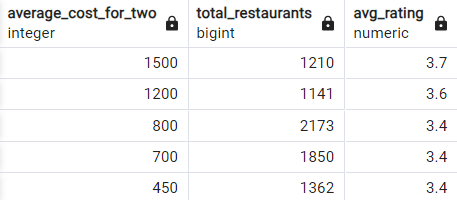 average_cost_for_two total_restaurants avg_rating
integer bigint numeric
1500 1210 3.7
1200 1141 3.6
800 2173 3.4
700 1850 3.4
450 1362 3.4